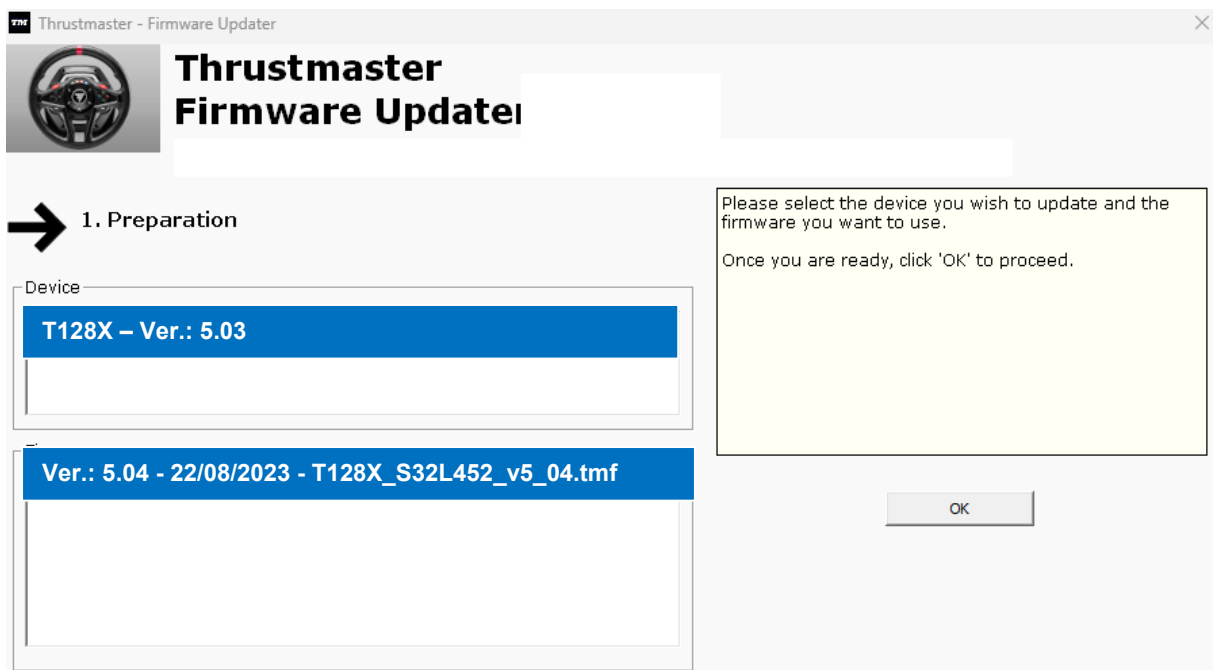 Thrustmaster - Firmware Updater
Thrustmaster
Firmware Updater
1. Preparation
Please select the device you wish to update and the
firmware you want to use.
Once you are ready, click 'OK' to proceed.
Device
T128X – Ver.: 5.03
Ver.: 5.04 - 22/08/2023 - T128X_S32L452_v5_04.tmf
OK